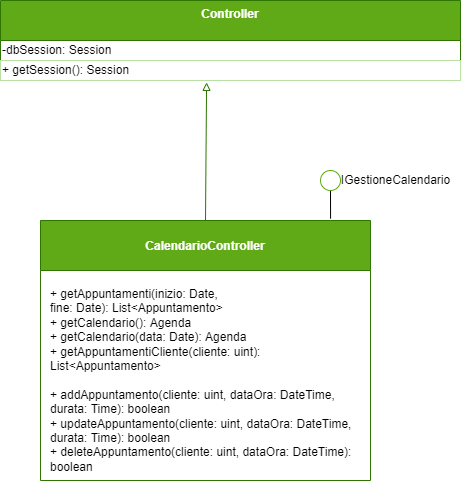 Controller
-dbSession: Session
+ getSession(): Session
IGestioneCalendario
CalendarioController
+ getAppuntamenti(inizio: Date,
fine: Date): List<Appuntamento>
+ getCalendario(): Agenda
+ getCalendario(data: Date): Agenda
+ getAppuntamentiCliente(cliente: uint):
List<Appuntamento>
+ addAppuntamento(cliente: uint, dataOra: DateTime,
durata: Time): boolean
+ updateAppuntamento(cliente: uint, dataOra: DateTime,
durata: Time): boolean
+ deleteAppuntamento(cliente: uint, dataOra: DateTime):
boolean